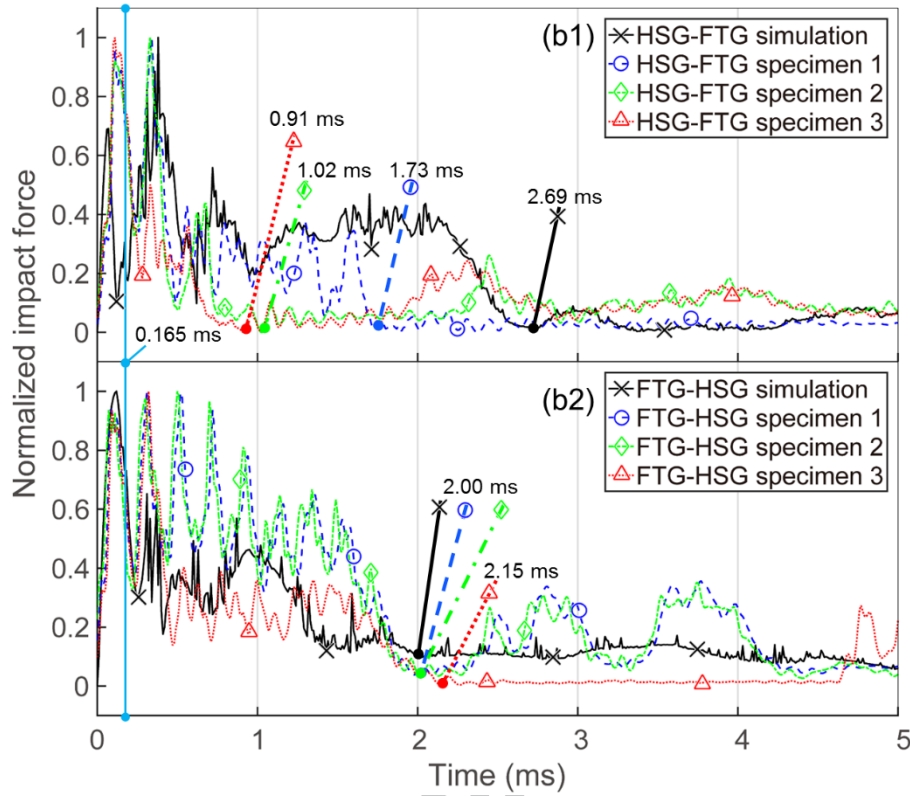 (b1)
HSG-FTG simulation
HSG-FTG specimen 1
HSG-FTG specimen 2
HSG-FTG specimen 3
1
0.8
0.6
0.4
0.2
0
0.91 ms
1.02 ms
1.73 ms
2.69 ms
0.165 ms
Normalized impact force
(b2)
FTG-HSG simulation
FTG-HSG specimen 1
FTG-HSG specimen 2
FTG-HSG specimen 3
1
0.8
0.6
0.4
0.2
0
2.00 ms
2.15 ms
0 1 2 3 4 5
Time (ms)